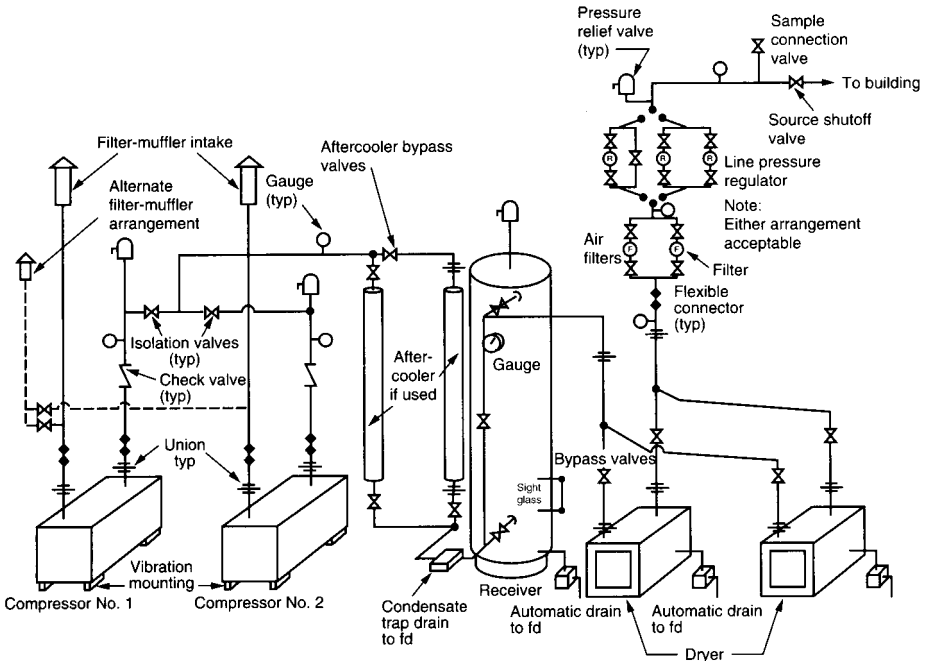 Pressure
relief valve
(typ)
Sample
connection
valve
To building
Source shutoff
valve
Filter-muffler intake
Aftercooler bypass
valves
Alternate
filter-muffler
arrangement
Gauge
(typ)
R
R
R
Line pressure
regulator
Note:
Either arrangement
acceptable
Air
filters
F
F
Filter
Flexible
connector
(typ)
Isolation valves
(typ)
Check valve
(typ)
After-
cooler
if used
Gauge
Union
typ
Bypass valves
Sight
glass
Vibration
mounting
Compressor No. 1
Compressor No. 2
Condensate
trap drain
to fd
Receiver
Automatic drain
to fd
Automatic drain
to fd
Dryer